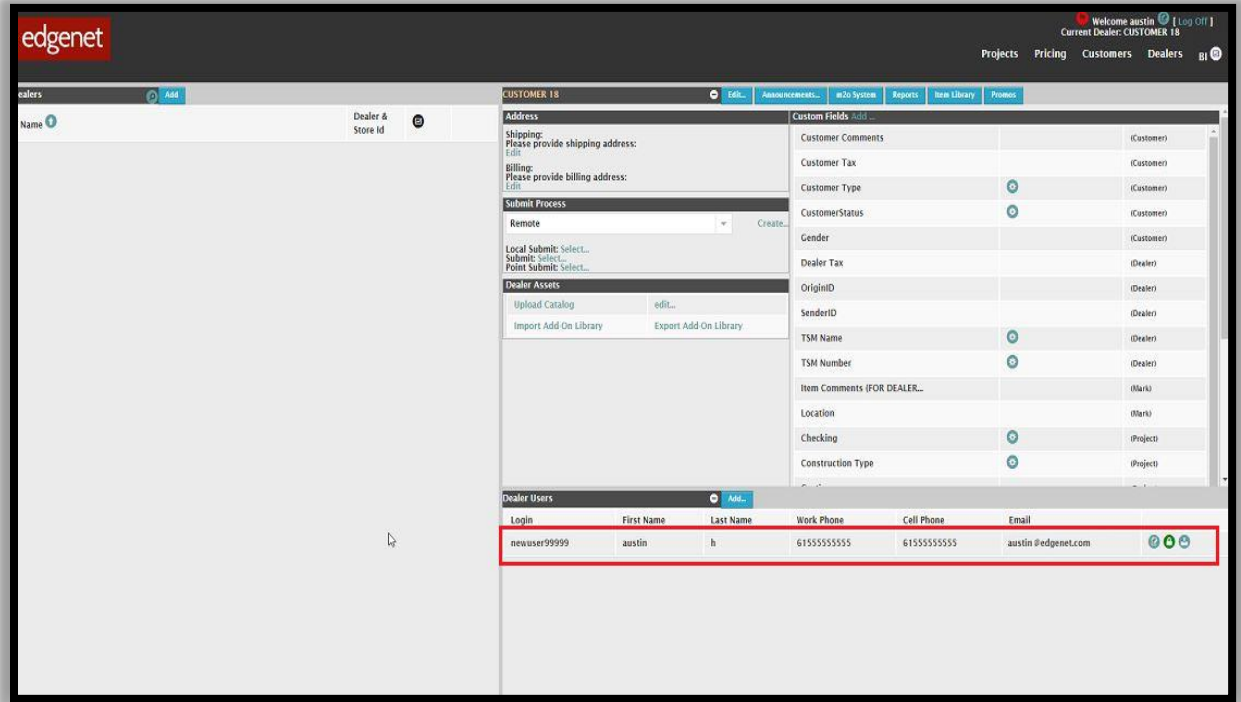 edgenet
Welcome austin [ Log Off ]
Current Dealer: CUSTOMER 18
Projects Pricing Customers Dealers BI
ealers Add
Name Dealer & Store Id
CUSTOMER 18 Edit... Announcements... m2o System Reports Item Library Promos
Address
Shipping:
Please provide shipping address:
Edit
Billing:
Please provide billing address:
Edit
Submit Process
Remote Create...
Local Submit: Select...
Submit: Select...
Point Submit: Select...
Dealer Assets
Upload Catalog edit...
Import Add On Library Export Add On Library
Custom Fields Add ...
Customer Comments (Customer)
Customer Tax (Customer)
Customer Type (Customer)
CustomerStatus (Customer)
Gender (Customer)
Dealer Tax (Dealer)
OriginID (Dealer)
SenderID (Dealer)
TSM Name (Dealer)
TSM Number (Dealer)
Item Comments (FOR DEALER... (Mark)
Location (Mark)
Checking (Project)
Construction Type (Project)
Dealer Users Add...
Login First Name Last Name Work Phone Cell Phone Email
newuser99999 austin h 61555555555 61555555555 austin@edgenet.com